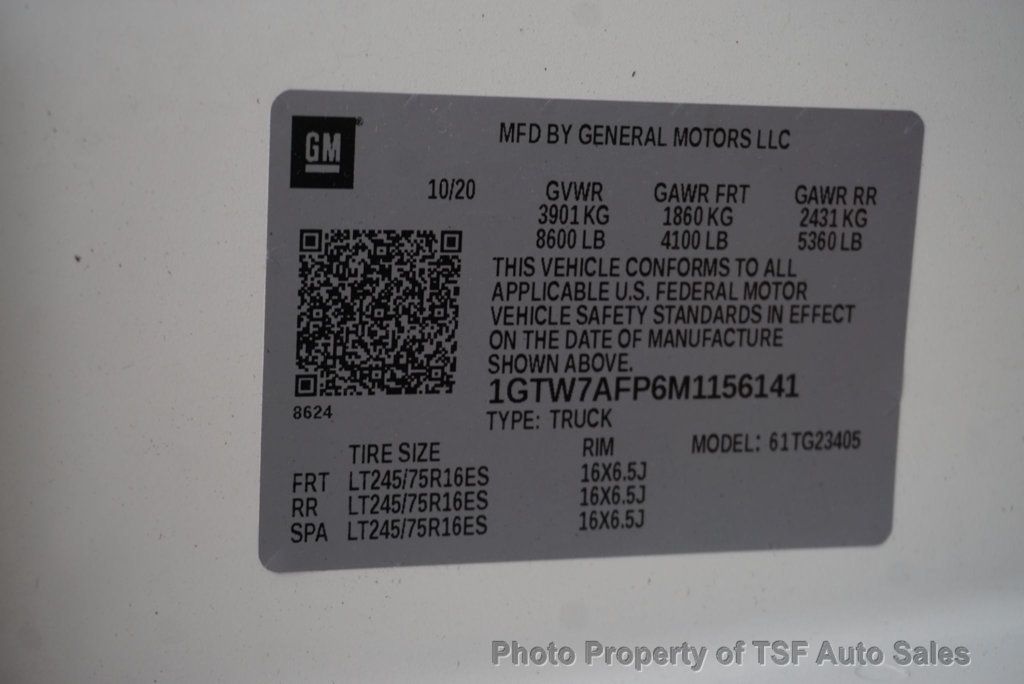 GM
MFD BY GENERAL MOTORS LLC
10/20 GVWR GAWR FRT GAWR RR
3901 KG 1860 KG 2431 KG
8600 LB 4100 LB 5360 LB
THIS VEHICLE CONFORMS TO ALL
APPLICABLE U.S. FEDERAL MOTOR
VEHICLE SAFETY STANDARDS IN EFFECT
ON THE DATE OF MANUFACTURE
SHOWN ABOVE.
1GTW7AFP6M1156141
8624
TYPE: TRUCK
TIRE SIZE RIM MODEL: 61TG23405
FRT LT245/75R16ES 16X6.5J
RR LT245/75R16ES 16X6.5J
SPA LT245/75R16ES 16X6.5J
Photo Property of TSF Auto Sales